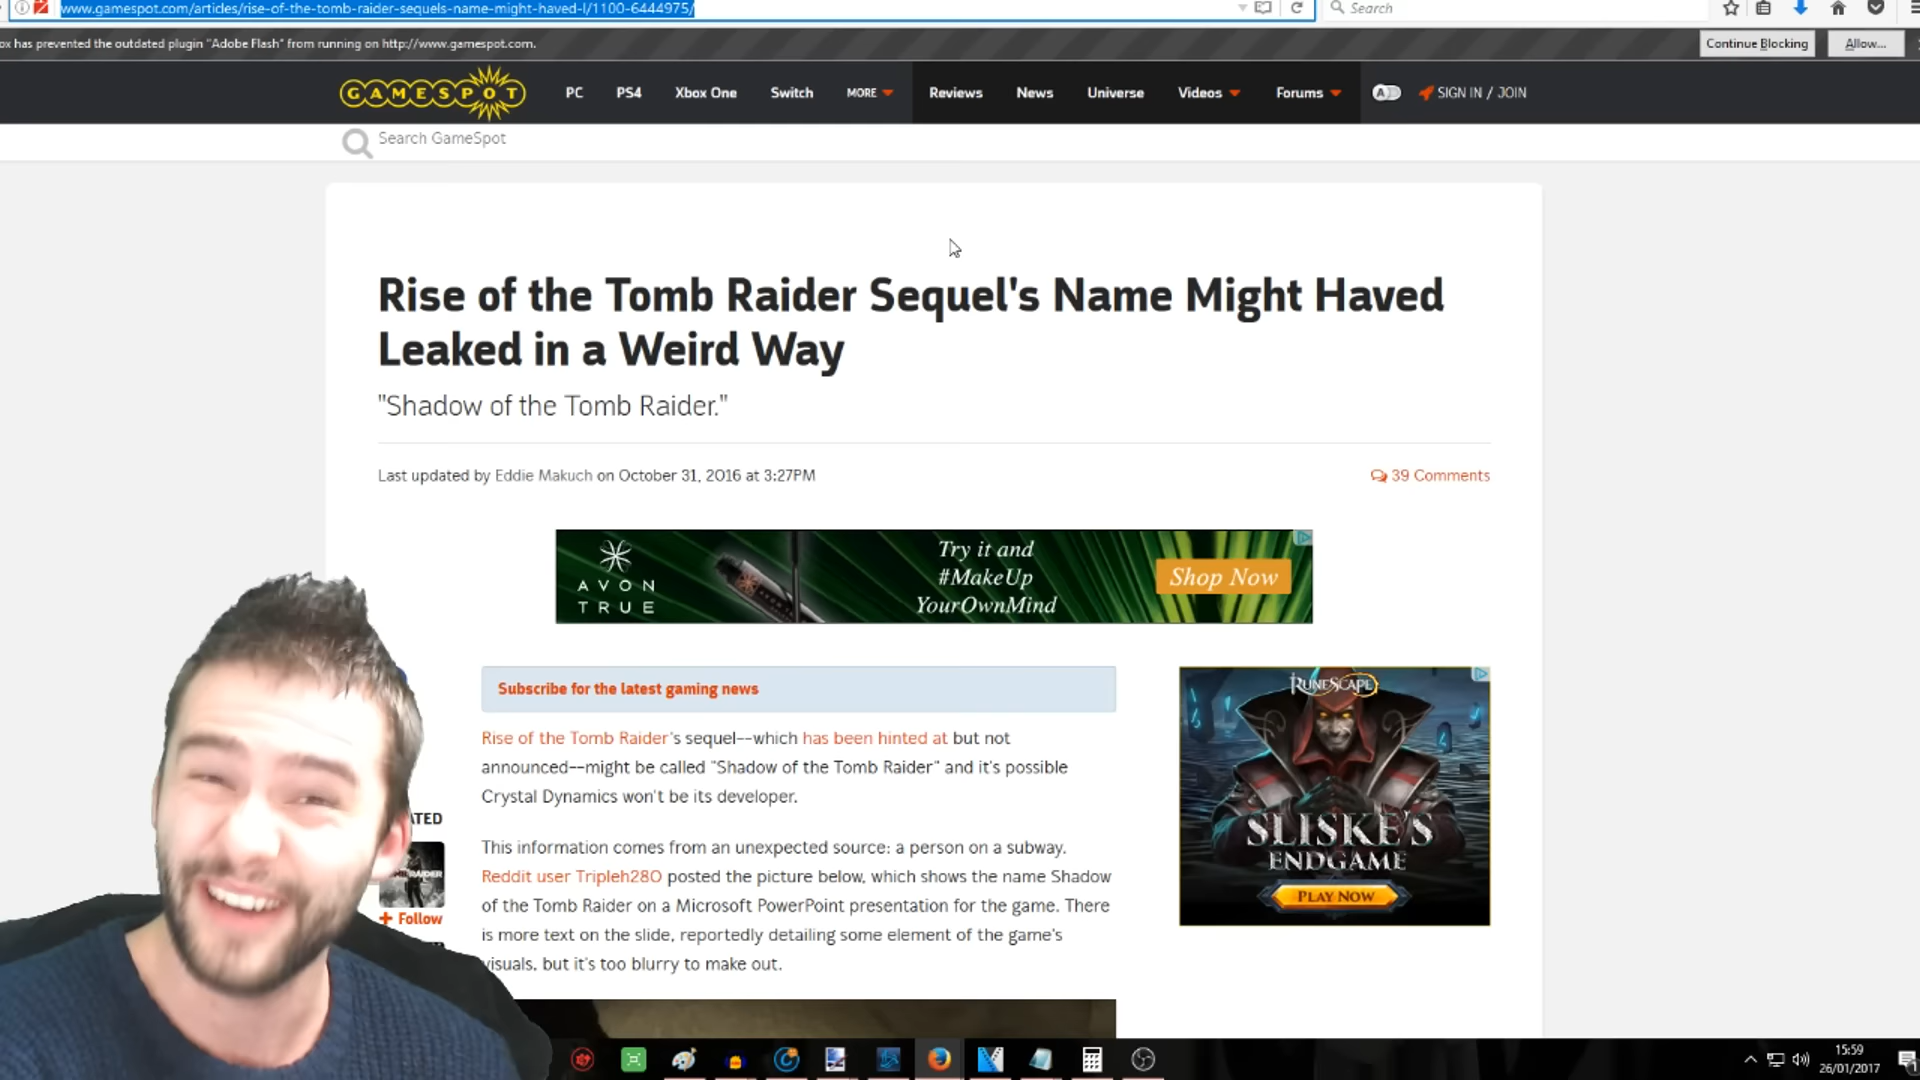 www.gamespot.com/articles/rise-of-the-tomb-raider-sequels-name-might-haved-l/1100-6444975/
Search
ox has prevented the outdated plugin "Adobe Flash" from running on http://www.gamespot.com.
Continue Blocking
Allow...
GAMESPOT
PC
PS4
Xbox One
Switch
MORE
Reviews
News
Universe
Videos
Forums
SIGN IN / JOIN
Search GameSpot
Rise of the Tomb Raider Sequel's Name Might Haved
Leaked in a Weird Way
"Shadow of the Tomb Raider."
Last updated by Eddie Makuch on October 31, 2016 at 3:27PM
39 Comments
AVON
TRUE
Try it and
#MakeUp
YourOwnMind
Shop Now
Subscribe for the latest gaming news
Rise of the Tomb Raider's sequel--which has been hinted at but not
announced--might be called "Shadow of the Tomb Raider" and it's possible
Crystal Dynamics won't be its developer.
This information comes from an unexpected source: a person on a subway.
Reddit user Tripleh280 posted the picture below, which shows the name Shadow
of the Tomb Raider on a Microsoft PowerPoint presentation for the game. There
is more text on the slide, reportedly detailing some element of the game's
visuals, but it's too blurry to make out.
ATED
RAIDER
+ Follow
RUNESCAPE
SLISKE'S
ENDGAME
PLAY NOW
15:59
26/01/2017